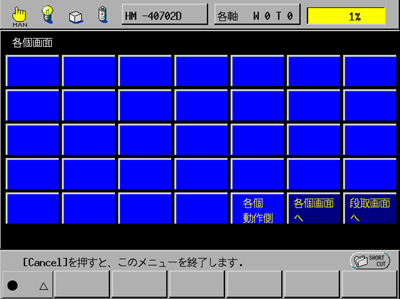 MAN
HM -40702D
各軸 W0T0
1%
各個画面
各個
動作側
各個画面
へ
段取画面
へ
[Cancel]を押すと、このメニューを終了します.
SHORT
CUT
● △